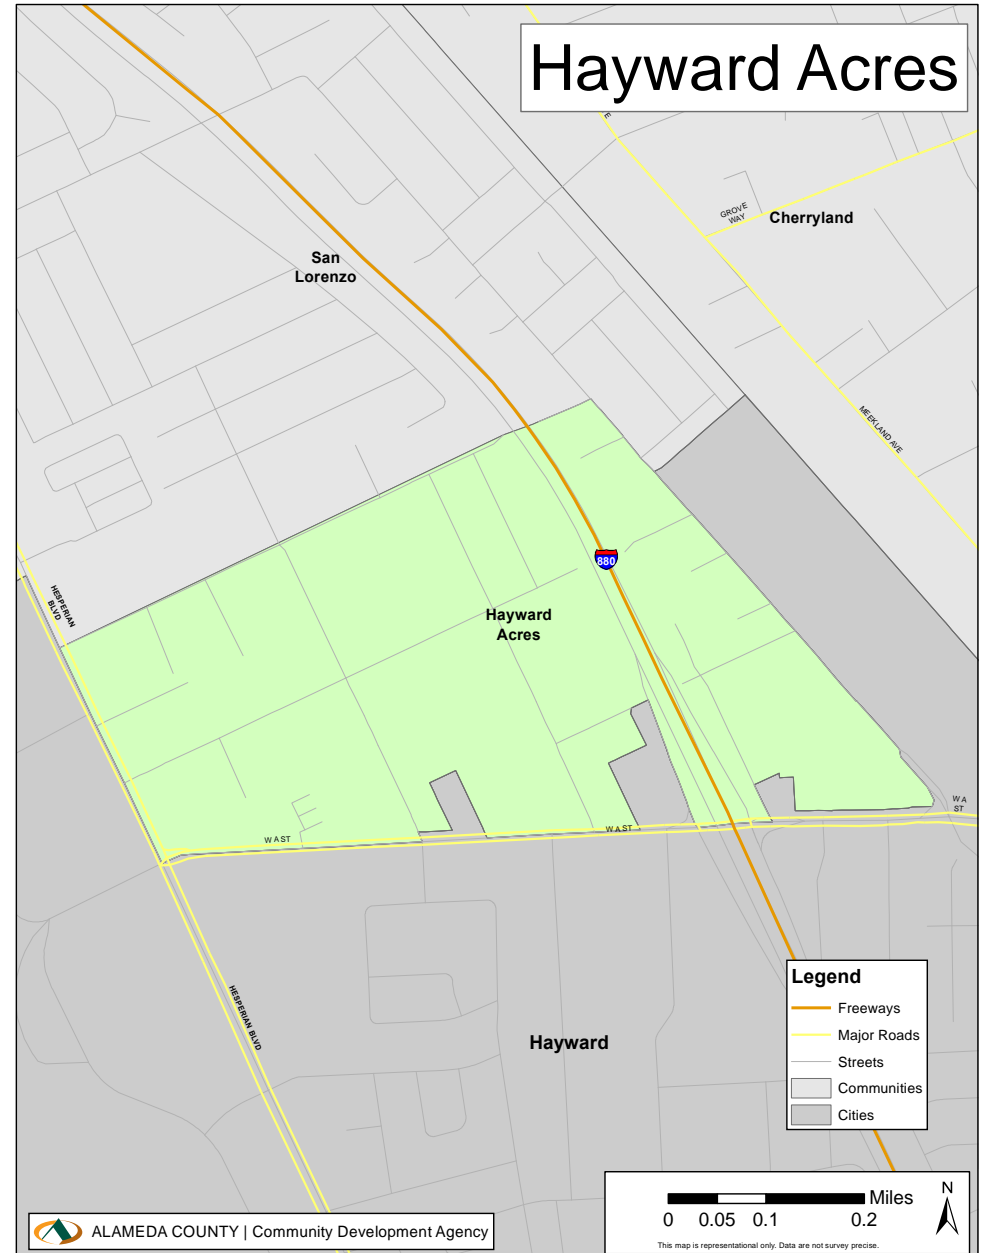 Hayward Acres
E
GROVE
WAY
Cherryland
San
Lorenzo
MEEKLAND AVE
880
HESPERIAN
BLVD
Hayward
Acres
W A ST
W A ST
W A
ST
HESPERIAN BLVD
Hayward
Legend
Freeways
Major Roads
Streets
Communities
Cities
Miles
0 0.05 0.1 0.2
N
This map is representational only. Data are not survey precise.
ALAMEDA COUNTY | Community Development Agency